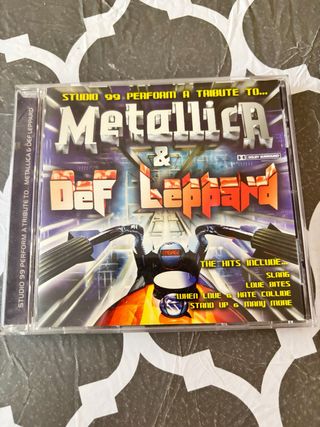 STUDIO 99 PERFORM A TRIBUTE TO...
Metallica
&
DOLBY SURROUND
Def Leppard
THE HITS INCLUDE...
SLANG
LOVE BITES
WHEN LOVE & HATE COLLIDE
STAND UP & MANY MORE
STUDIO 99 PERFORM A TRIBUTE TO... METALLICA & DEF LEPPARD